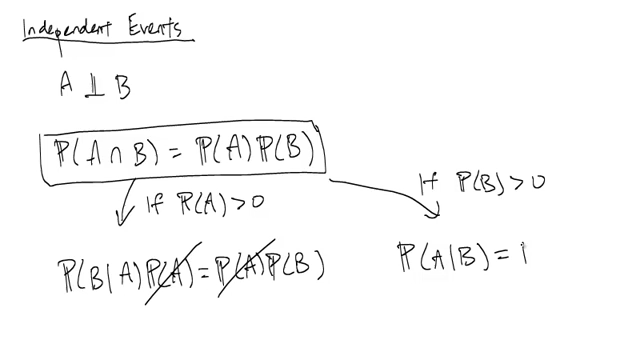 Independent Events
A ⫫ B
ℙ(A ∩ B) = ℙ(A) ℙ(B)
If ℙ(A) > 0
If ℙ(B) > 0
ℙ(B | A) ℙ(A) = ℙ(A) ℙ(B)
ℙ(A | B) =